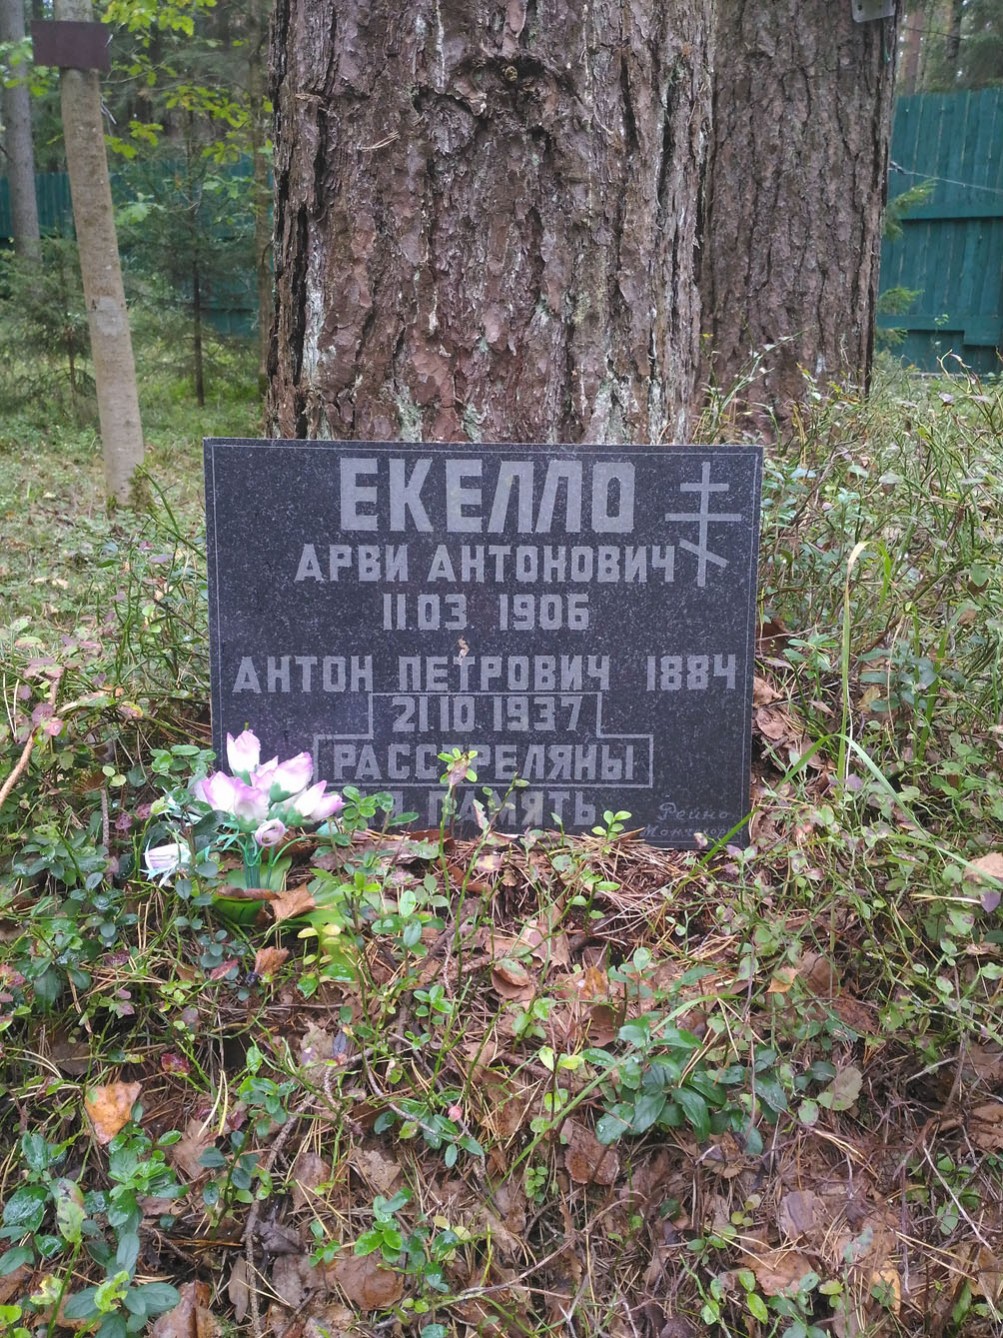 ЕКЕЛЛО
АРВИ АНТОНОВИЧ
11.03 1906
АНТОН ПЕТРОВИЧ 1884
21 10 1937
РАССТРЕЛЯНЫ
ПАМЯТЬ
Рейно